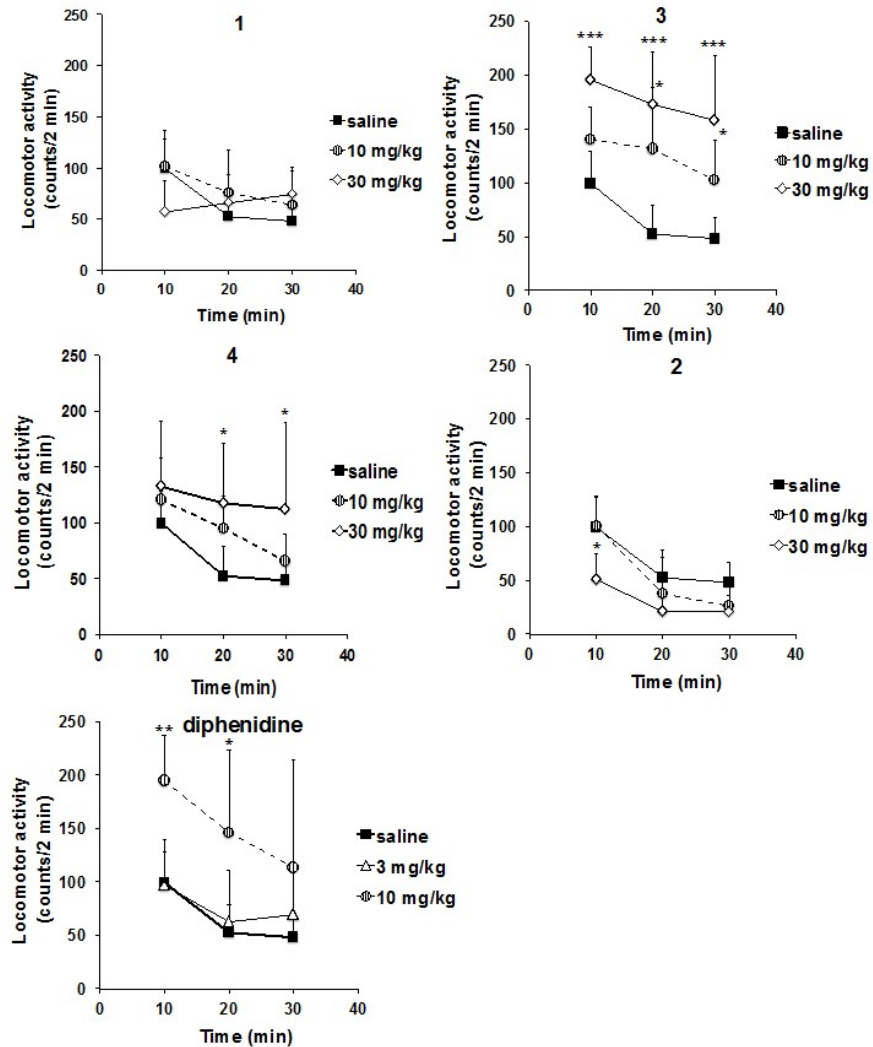 1
Locomotor activity
(counts/2 min)
250
200
150
100
50
0
0 10 20 30 40
Time (min)
saline
10 mg/kg
30 mg/kg
3
Locomotor activity
(counts/2 min)
250
200
150
100
50
0
*** *** ***
*
*
0 10 20 30 40
Time (min)
saline
10 mg/kg
30 mg/kg
4
Locomotor activity
(counts/2 min)
250
200
150
100
50
0
* *
0 10 20 30 40
Time (min)
saline
10 mg/kg
30 mg/kg
2
Locomotor activity
(counts/2 min)
250
200
150
100
50
0
*
0 10 20 30 40
Time (min)
saline
10 mg/kg
30 mg/kg
diphenidine
Locomotor activity
(counts/2 min)
250
200
150
100
50
0
** *
0 10 20 30 40
Time (min)
saline
3 mg/kg
10 mg/kg